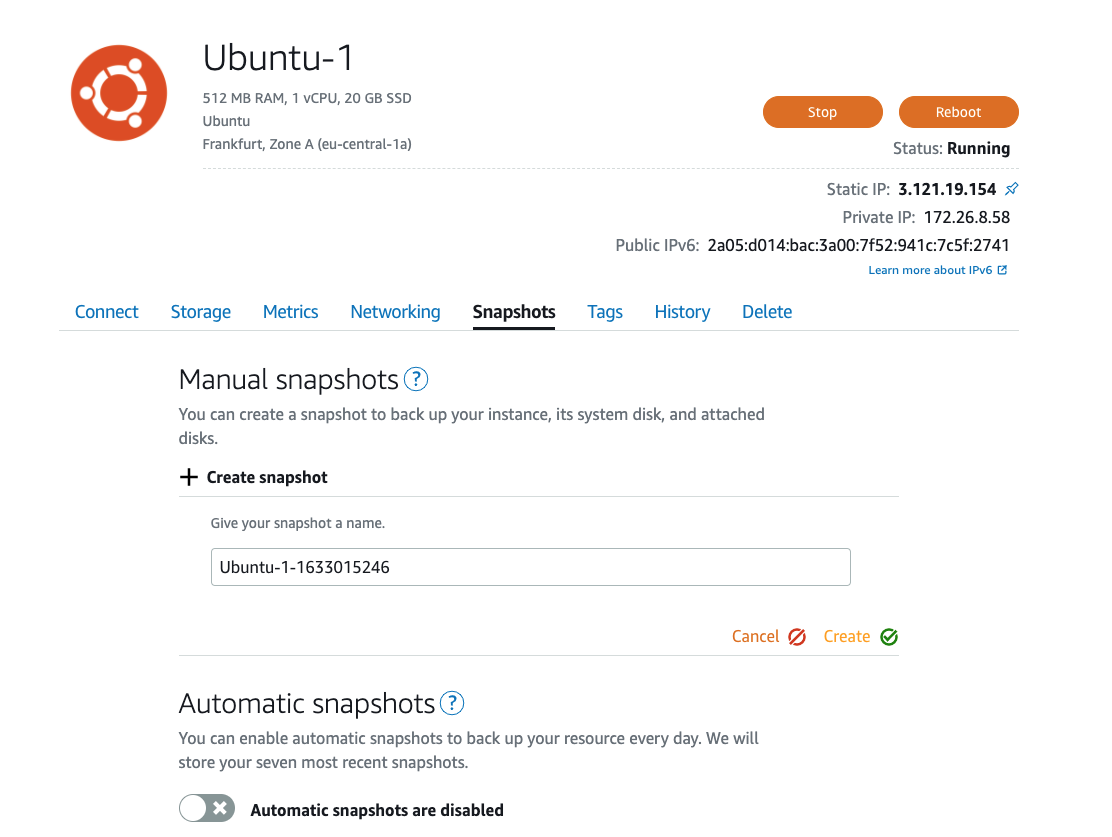 Ubuntu-1
512 MB RAM, 1 vCPU, 20 GB SSD
Ubuntu
Frankfurt, Zone A (eu-central-1a)
Stop
Reboot
Status: Running
Static IP: 3.121.19.154
Private IP: 172.26.8.58
Public IPv6: 2a05:d014:bac:3a00:7f52:941c:7c5f:2741
Learn more about IPv6
Connect Storage Metrics Networking Snapshots Tags History Delete
Manual snapshots ?
You can create a snapshot to back up your instance, its system disk, and attached
disks.
Create snapshot
Give your snapshot a name.
Ubuntu-1-1633015246
Cancel Create
Automatic snapshots ?
You can enable automatic snapshots to back up your resource every day. We will
store your seven most recent snapshots.
Automatic snapshots are disabled